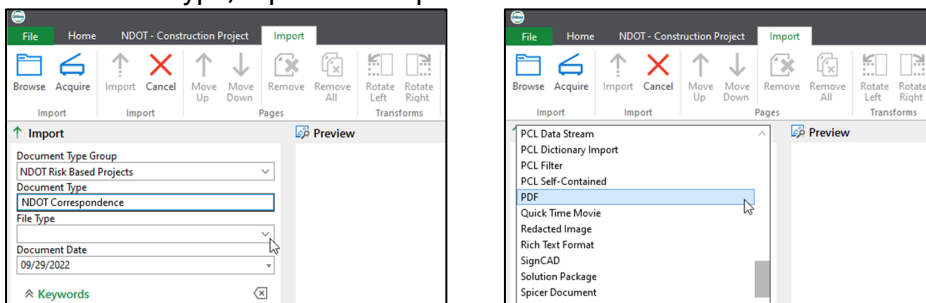 File Home NDOT - Construction Project Import
Browse Acquire Import Cancel Move Up Move Down Remove Remove All Rotate Left Rotate Right
Import Import Pages Transforms
Import
Preview
Document Type Group
NDOT Risk Based Projects
Document Type
NDOT Correspondence
File Type
Document Date
09/29/2022
Keywords
File Home NDOT - Construction Project Import
Browse Acquire Import Cancel Move Up Move Down Remove Remove All Rotate Left Rotate Right
Import Import Pages Transforms
Preview
PCL Data Stream
PCL Dictionary Import
PCL Filter
PCL Self-Contained
PDF
Quick Time Movie
Redacted Image
Rich Text Format
SignCAD
Solution Package
Spicer Document